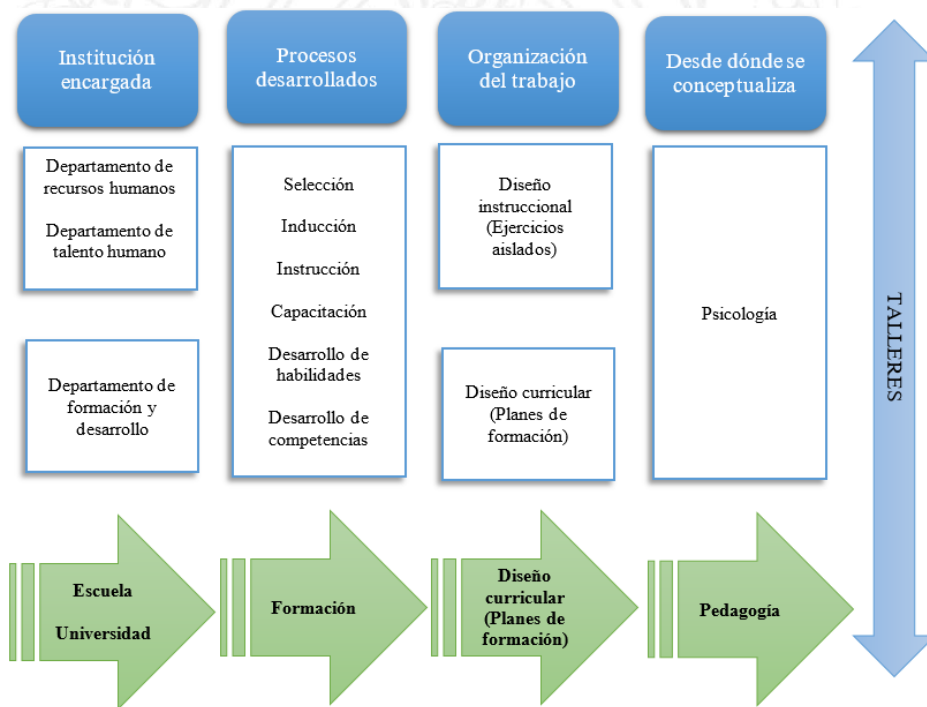 Institución
encargada
Procesos
desarrollados
Organización
del trabajo
Desde dónde se
conceptualiza
Departamento de
recursos humanos
Departamento de
talento humano
Selección
Inducción
Instrucción
Capacitación
Desarrollo de
habilidades
Desarrollo de
competencias
Diseño
instruccional
(Ejercicios
aislados)
Psicología
Departamento de
formación y
desarrollo
Diseño curricular
(Planes de
formación)
TALLERES
Escuela
Universidad
Formación
Diseño
curricular
(Planes de
formación)
Pedagogía